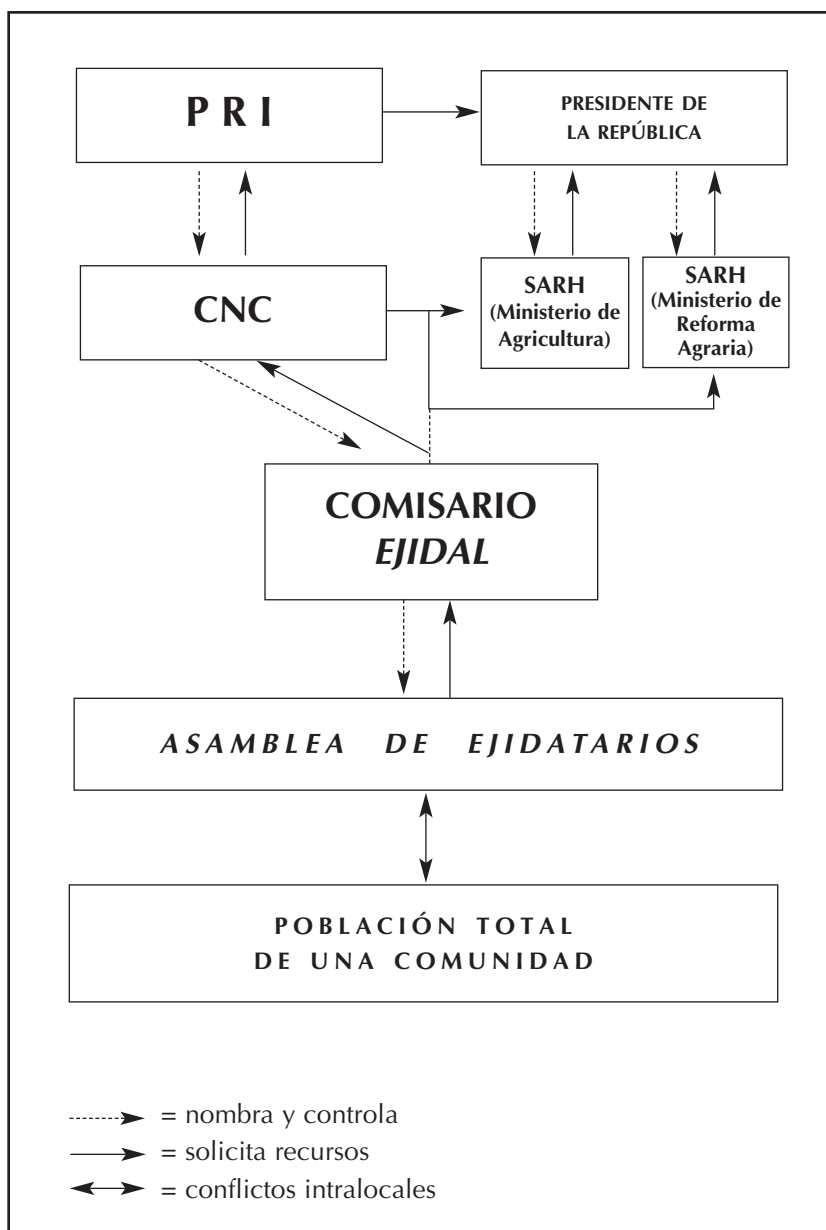 PRI
PRESIDENTE DE
LA REPÚBLICA
CNC
SARH
(Ministerio de
Agricultura)
SARH
(Ministerio de
Reforma
Agraria)
COMISARIO
EJIDAL
ASAMBLEA DE EJIDATARIOS
POBLACIÓN TOTAL
DE UNA COMUNIDAD
= nombra y controla
= solicita recursos
= conflictos intralocales